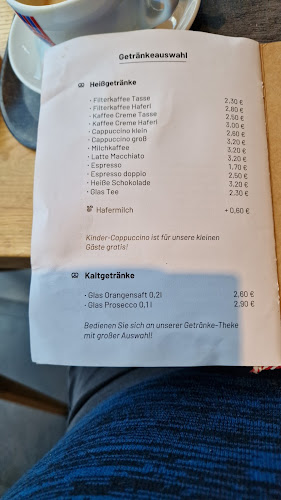 Getränkeauswahl
Heißgetränke
· Filterkaffee Tasse 2,30 €
· Filterkaffee Haferl 2,80 €
· Kaffee Creme Tasse 2,50 €
· Kaffee Creme Haferl 3,00 €
· Cappuccino klein 2,60 €
· Cappuccino groß 3,20 €
· Milchkaffee 3,20 €
· Latte Macchiato 3,20 €
· Espresso 1,70 €
· Espresso doppio 2,50 €
· Heiße Schokolade 3,20 €
· Glas Tee 2,30 €
Hafermilch + 0,60 €
Kinder-Cappuccino ist für unsere kleinen
Gäste gratis!
Kaltgetränke
· Glas Orangensaft 0,2l 2,60 €
· Glas Prosecco 0,1 l 2,90 €
Bedienen Sie sich an unserer Getränke-Theke
mit großer Auswahl!